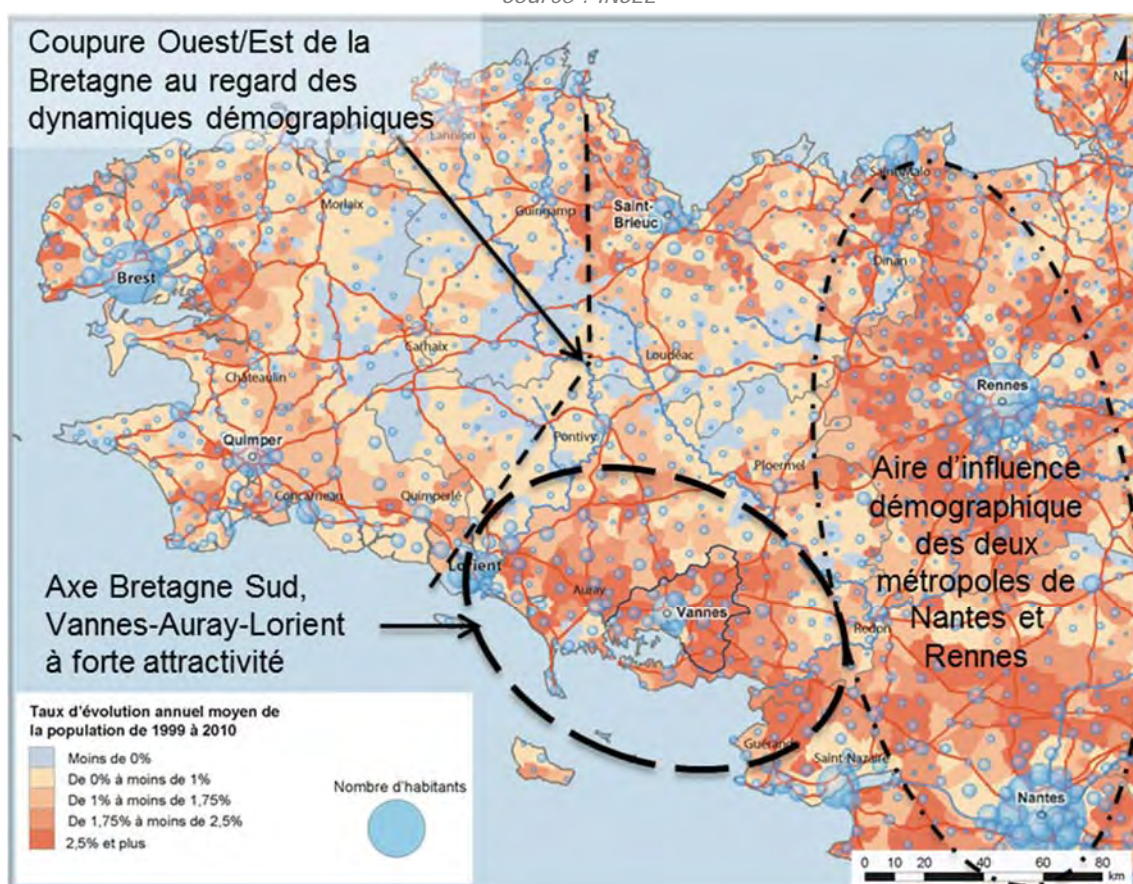 Source : INSEE
Coupure Ouest/Est de la
Bretagne au regard des
dynamiques démographiques
N
Lannion
Saint-Malo
Morlaix
Guingamp
Saint-
Brieuc
Dinan
Brest
Carhaix
Loudéac
Châteaulin
Rennes
Quimper
Pontivy
Ploermel
Concarneau
Quimperlé
Aire d'influence
démographique
des deux
métropoles de
Nantes et
Rennes
Lorient
Auray
Vannes
Redon
Axe Bretagne Sud,
Vannes-Auray-Lorient
à forte attractivité
Guérande
Saint-Nazaire
Nantes
Taux d'évolution annuel moyen de
la population de 1999 à 2010
Moins de 0%
De 0% à moins de 1%
De 1% à moins de 1,75%
De 1,75% à moins de 2,5%
2,5% et plus
Nombre d'habitants
0 10 20 40 60 80
km